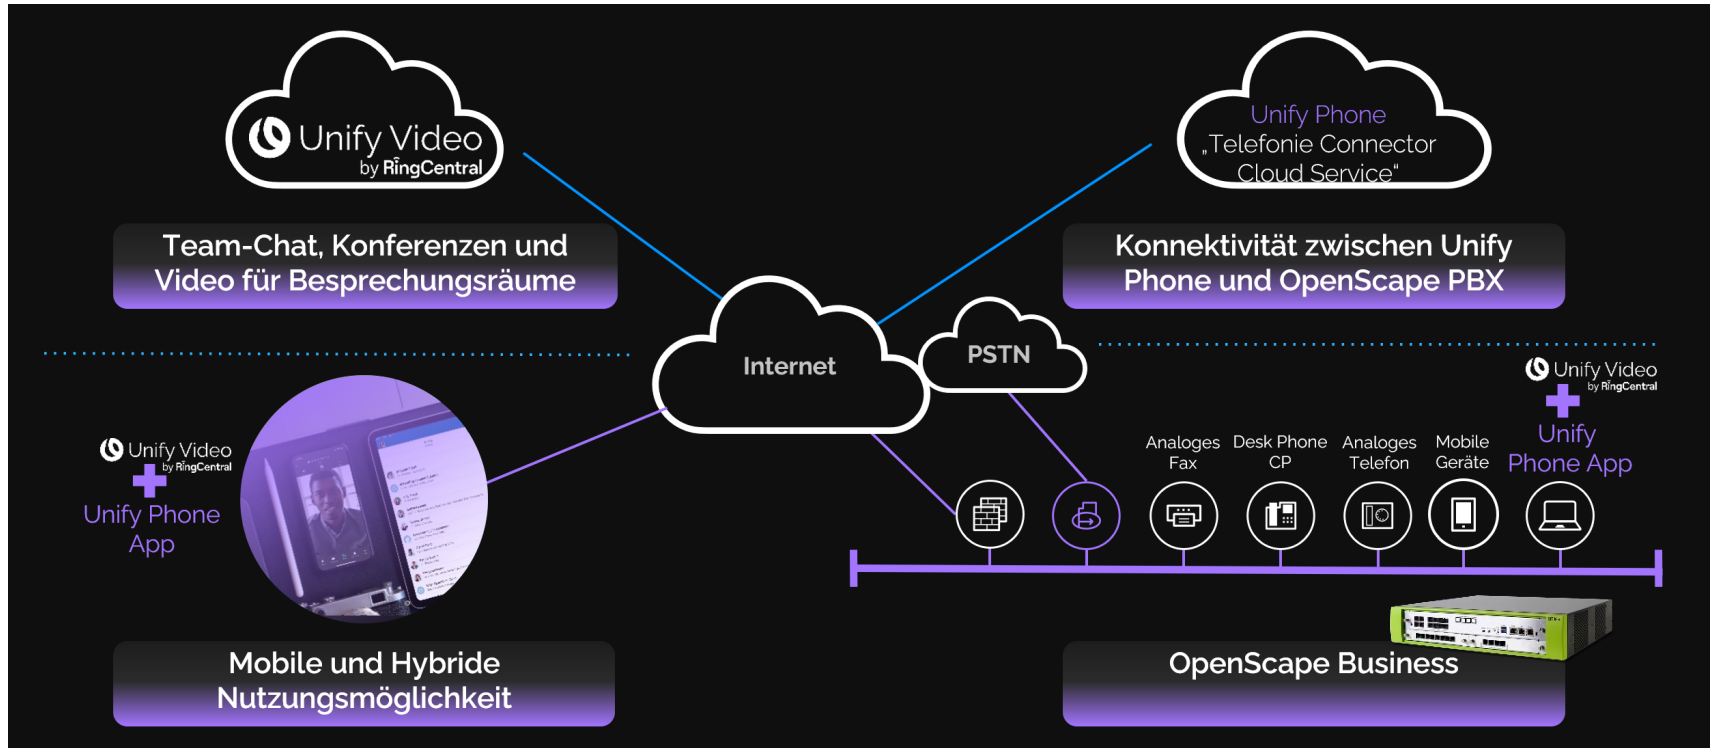 Unify Video
by RingCentral
Unify Phone
„Telefonie Connector
Cloud Service“
Team-Chat, Konferenzen und
Video für Besprechungsräume
Konnektivität zwischen Unify
Phone und OpenScape PBX
Internet
PSTN
Unify Video
by RingCentral
Unify Phone
App
Unify Video
by RingCentral
Unify
Phone App
Analoges
Fax
Desk Phone
CP
Analoges
Telefon
Mobile
Geräte
Mobile und Hybride
Nutzungsmöglichkeit
OpenScape Business